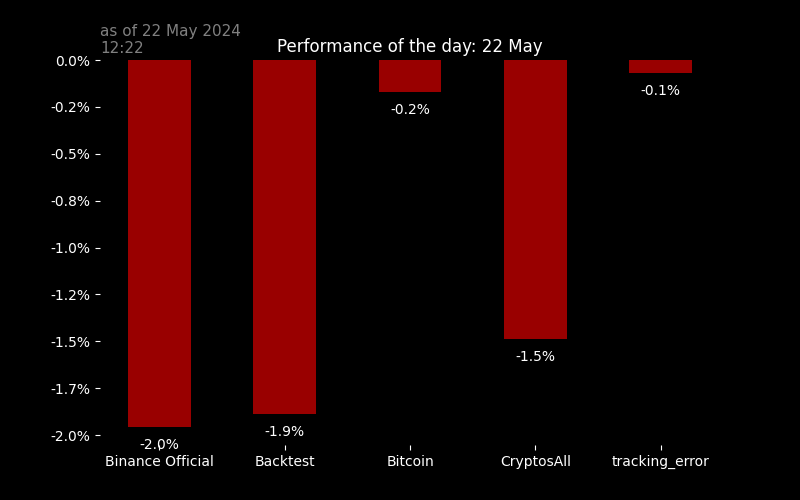 as of 22 May 2024
12:22
Performance of the day: 22 May
0.0%
-0.2%
-0.5%
-0.8%
-1.0%
-1.2%
-1.5%
-1.7%
-2.0%
-2.0%
-1.9%
-0.2%
-1.5%
-0.1%
Binance Official
Backtest
Bitcoin
CryptosAll
tracking_error